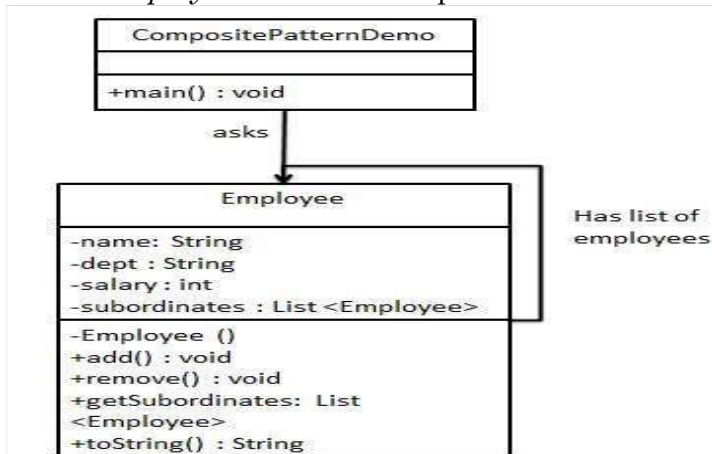 CompositePatternDemo
+main() : void
asks
Employee
-name: String
-dept : String
-salary : int
-subordinates : List <Employee>
Has list of
employees
-Employee ()
+add() : void
+remove() : void
+getSubordinates: List
<Employee>
+toString() : String